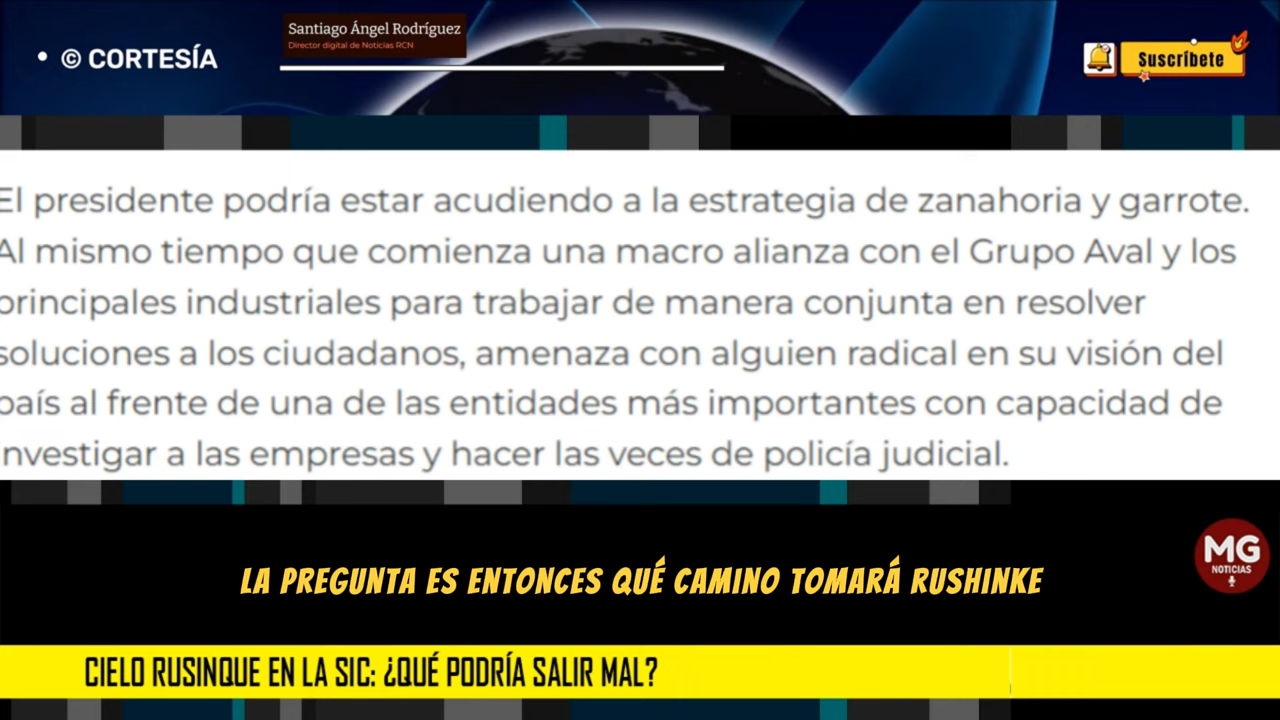 Santiago Ángel Rodríguez
Director digital de Noticias RCN
• © CORTESÍA
Suscríbete
El presidente podría estar acudiendo a la estrategia de zanahoria y garrote.
Al mismo tiempo que comienza una macro alianza con el Grupo Aval y los
principales industriales para trabajar de manera conjunta en resolver
soluciones a los ciudadanos, amenaza con alguien radical en su visión del
país al frente de una de las entidades más importantes con capacidad de
investigar a las empresas y hacer las veces de policía judicial.
MG
NOTICIAS
LA PREGUNTA ES ENTONCES QUÉ CAMINO TOMARÁ RUSHINKE
CIELO RUSINQUE EN LA SIC: ¿QUÉ PODRÍA SALIR MAL?